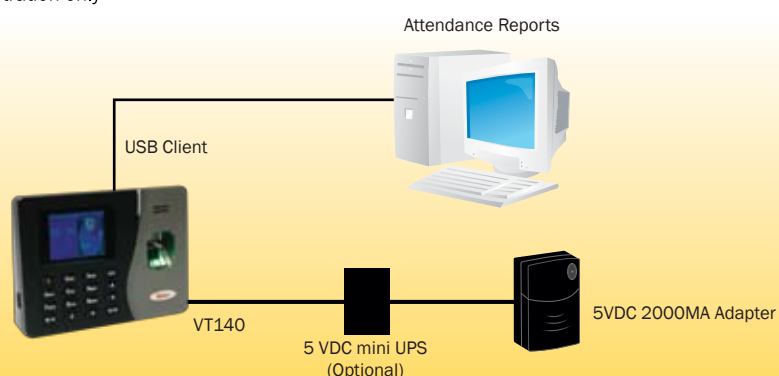 Attendance Reports
USB Client
VT140
5 VDC mini UPS
(Optional)
5VDC 2000MA Adapter